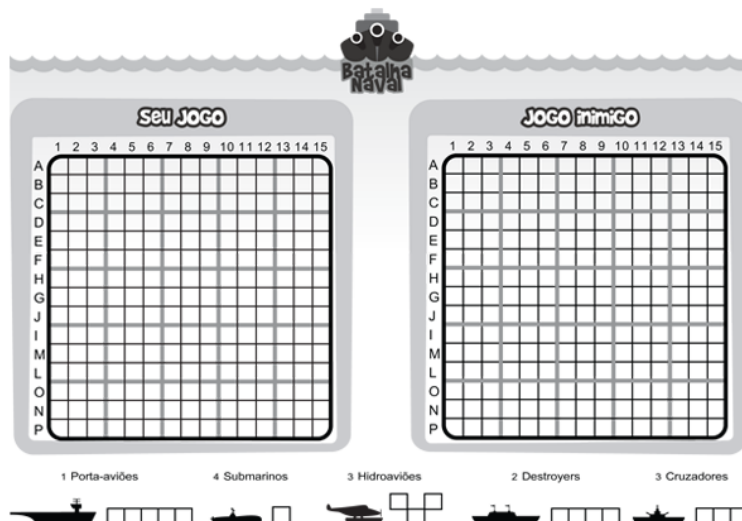 Batalha
Naval
SEU JOGO
JOGO INIMIGO
1 2 3 4 5 6 7 8 9 10 11 12 13 14 15
1 2 3 4 5 6 7 8 9 10 11 12 13 14 15
A
B
C
D
E
F
H
G
J
I
M
L
O
N
P
A
B
C
D
E
F
H
G
J
I
M
L
O
N
P
1 Porta-aviões
4 Submarinos
3 Hidroaviões
2 Destroyers
3 Cruzadores